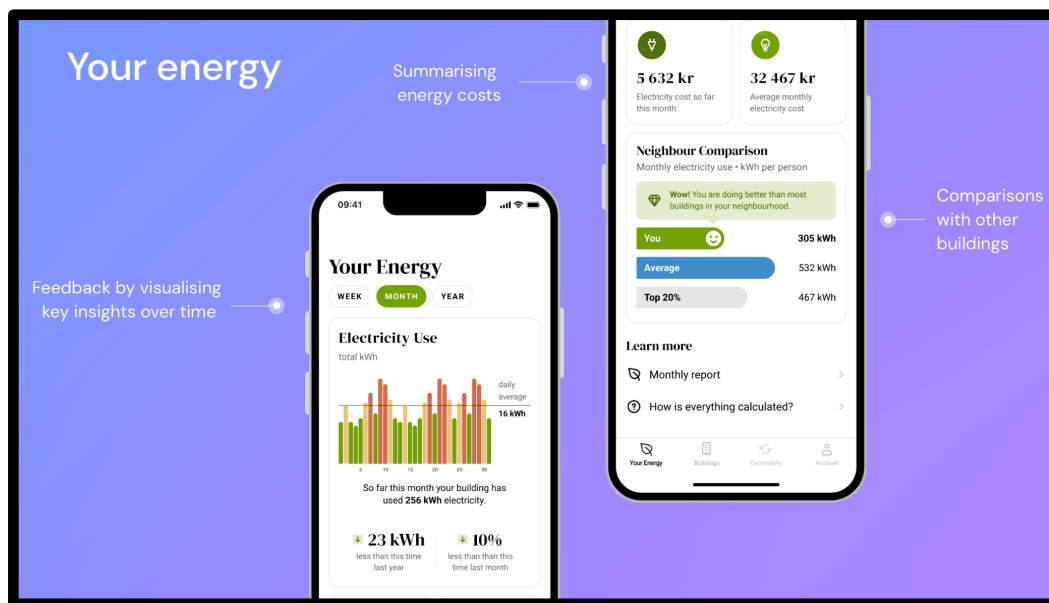 Your energy
Summarising
energy costs
Feedback by visualising
key insights over time
Comparisons
with other
buildings
09:41
Your Energy
WEEK
MONTH
YEAR
Electricity Use
total kWh
daily
average
16 kWh
5 10 15 20 25 30
So far this month your building has
used 256 kWh electricity.
23 kWh
less than this time
last year
10%
less than than this
time last month
5 632 kr
Electricity cost so far
this month
32 467 kr
Average monthly
electricity cost
Neighbour Comparison
Monthly electricity use • kWh per person
Wow! You are doing better than most
buildings in your neighbourhood.
You 305 kWh
Average 532 kWh
Top 20% 467 kWh
Learn more
Monthly report
How is everything calculated?
Your Energy
Buildings
Community
Account